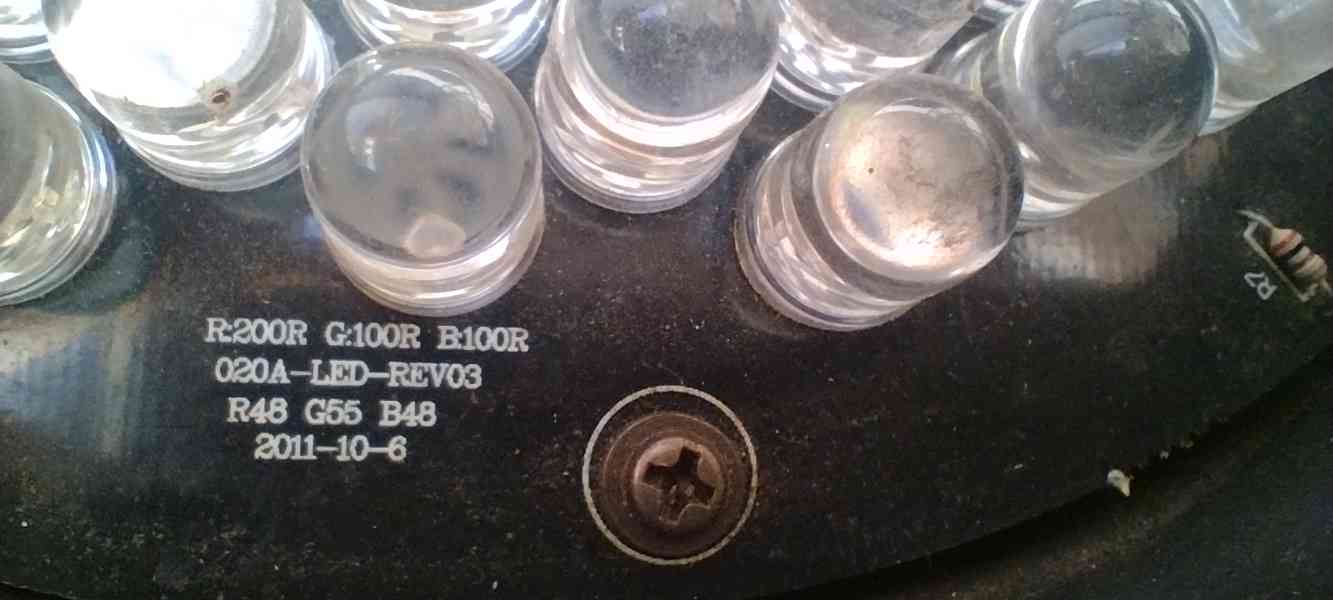 R:200R G:100R B:100R
020A-LED-REV03
R48 G55 B48
2011-10-6
R7